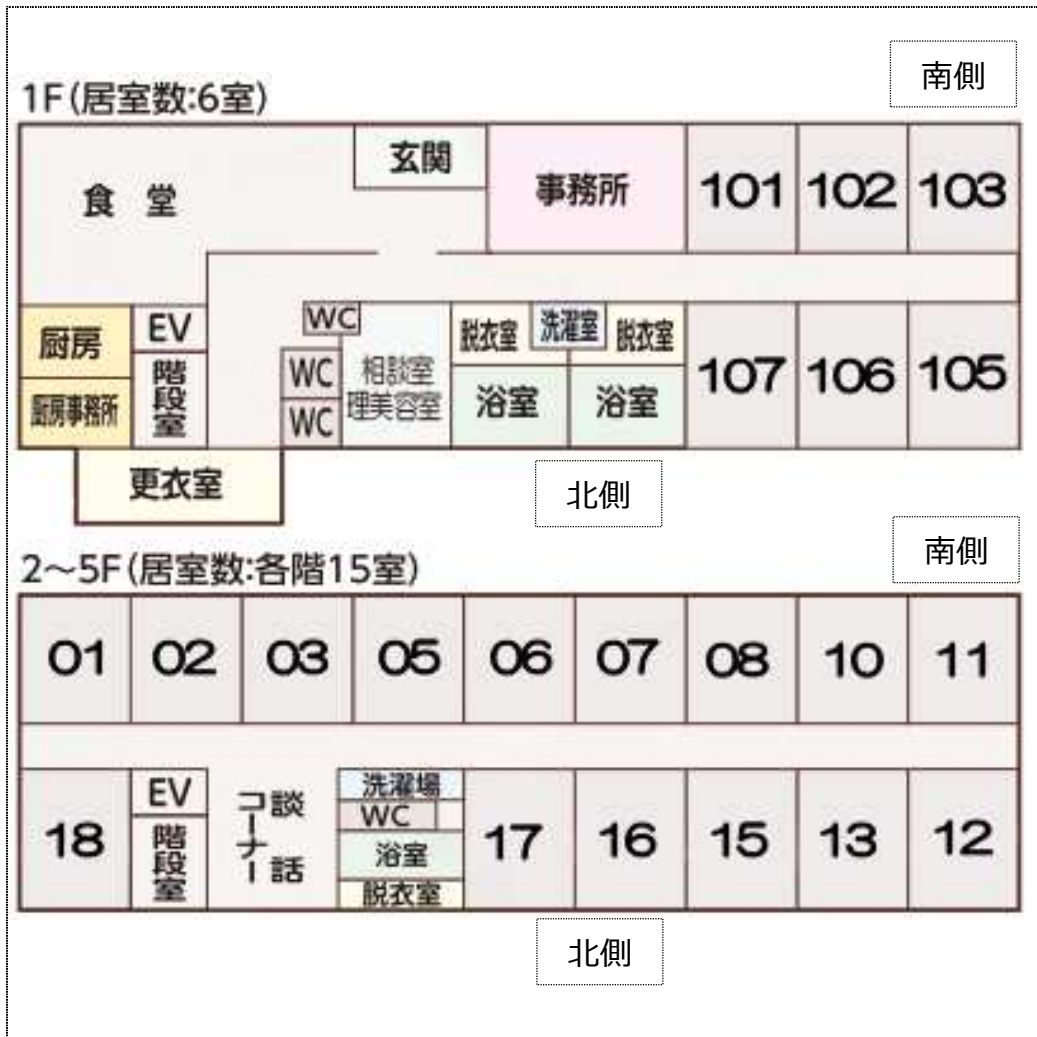 南側
1F(居室数:6室)
食 堂
玄関
事務所
101
102
103
厨房
厨房事務所
EV
階段室
WC
WC
WC
相談室
理美容室
脱衣室
洗濯室
脱衣室
浴室
浴室
107
106
105
更衣室
北側
南側
2～5F(居室数:各階15室)
01
02
03
05
06
07
08
10
11
18
EV
階段室
談話
コーナー
洗濯場
WC
浴室
脱衣室
17
16
15
13
12
北側